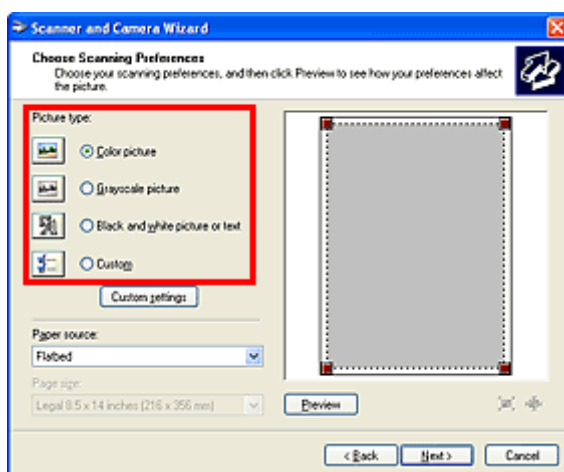 Scanner and Camera Wizard
Choose Scanning Preferences
Choose your scanning preferences, and then click Preview to see how your preferences affect
the picture.
Picture type:
Color picture
Grayscale picture
Black and white picture or text
Custom
Custom settings
Paper source:
Flatbed
Page size:
Legal 8.5 x 14 inches (216 x 356 mm)
Preview
< Back
Next >
Cancel